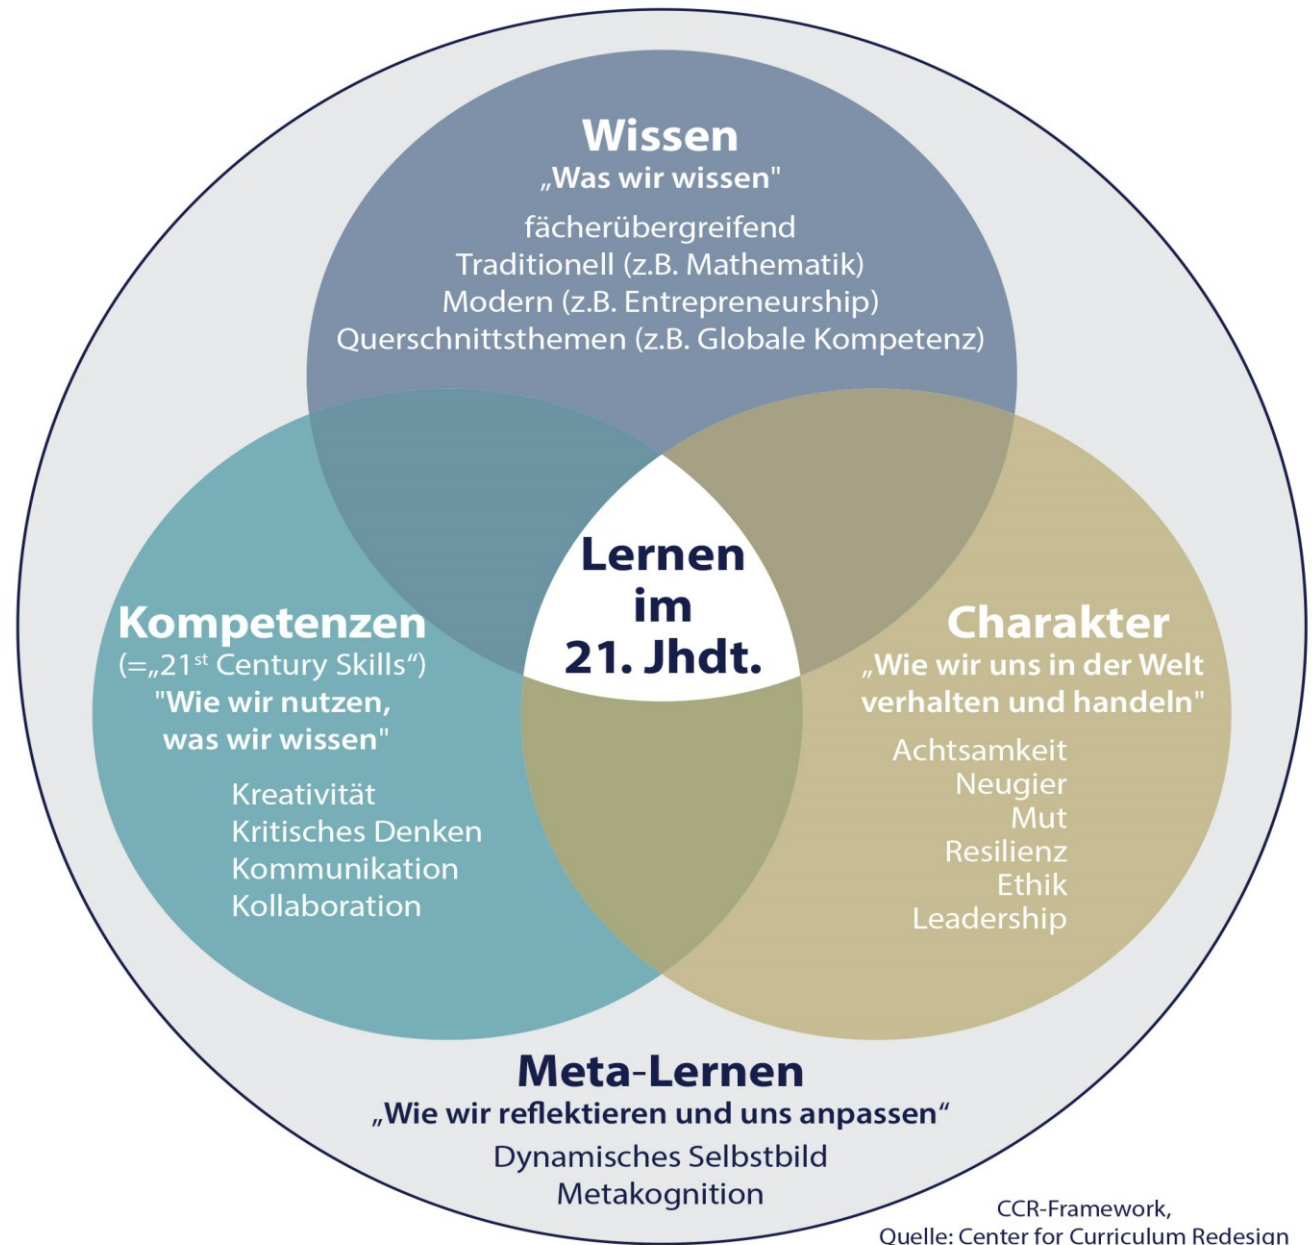 Wissen
„Was wir wissen"
fächerübergreifend
Traditionell (z.B. Mathematik)
Modern (z.B. Entrepreneurship)
Querschnittsthemen (z.B. Globale Kompetenz)
Lernen
im
21. Jhdt.
Kompetenzen
(=„21st Century Skills“)
"Wie wir nutzen,
was wir wissen"
Kreativität
Kritisches Denken
Kommunikation
Kollaboration
Charakter
„Wie wir uns in der Welt
verhalten und handeln"
Achtsamkeit
Neugier
Mut
Resilienz
Ethik
Leadership
Meta-Lernen
„Wie wir reflektieren und uns anpassen“
Dynamisches Selbstbild
Metakognition
CCR-Framework,
Quelle: Center for Curriculum Redesign